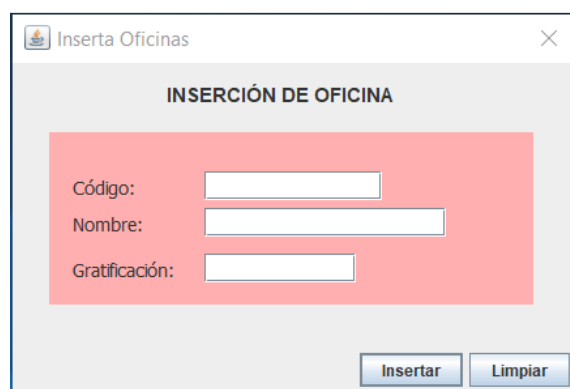 Inserta Oficinas
INSERCIÓN DE OFICINA
Código:
Nombre:
Gratificación:
Insertar Limpiar